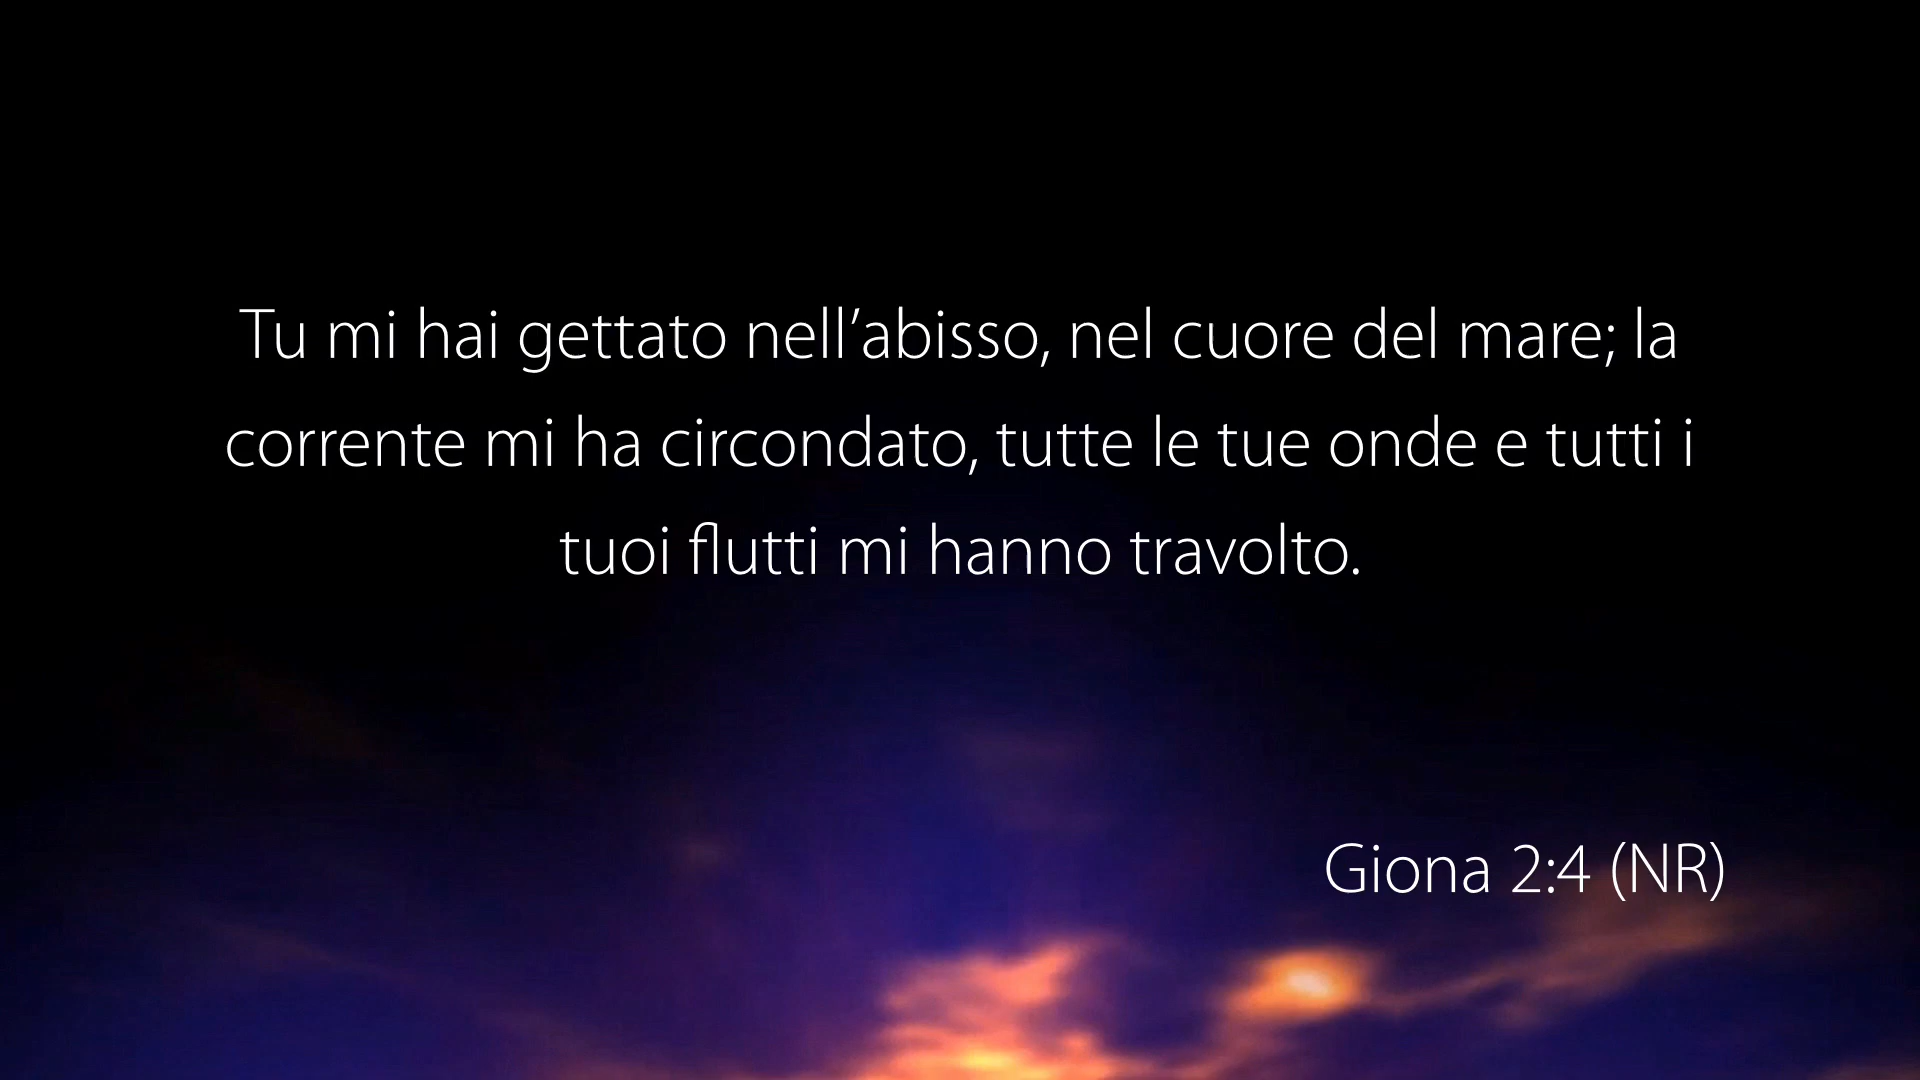 Tu mi hai gettato nell’abisso, nel cuore del mare; la
corrente mi ha circondato, tutte le tue onde e tutti i
tuoi flutti mi hanno travolto.
Giona 2:4 (NR)